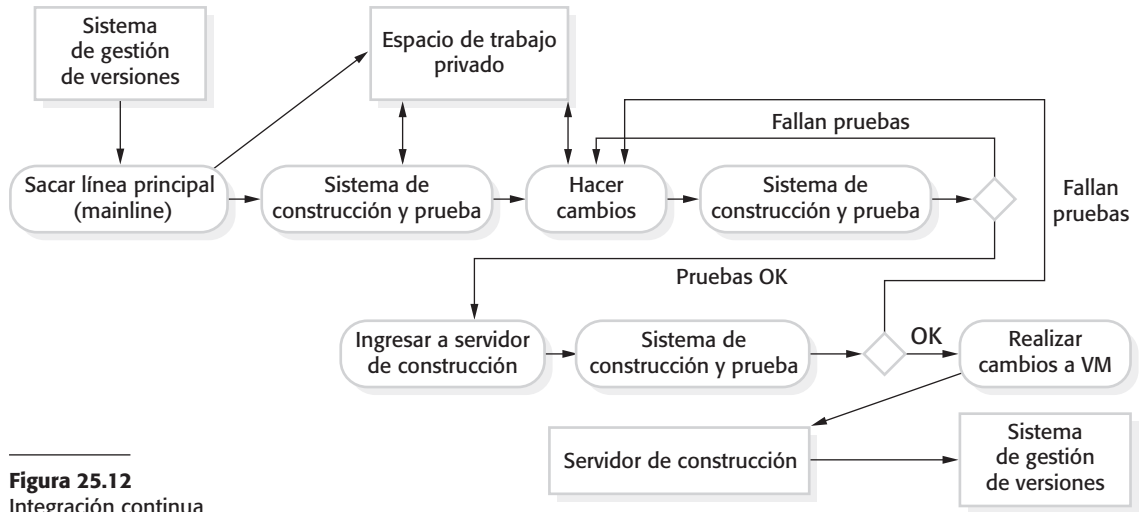 Sistema
de gestión
de versiones
Espacio de trabajo
privado
Fallan pruebas
Sacar línea principal
(mainline)
Sistema de
construcción y prueba
Hacer
cambios
Sistema de
construcción y prueba
Fallan
pruebas
Pruebas OK
Ingresar a servidor
de construcción
Sistema de
construcción y prueba
OK
Realizar
cambios a VM
Servidor de construcción
Sistema
de gestión
de versiones
Figura 25.12
Integración continua